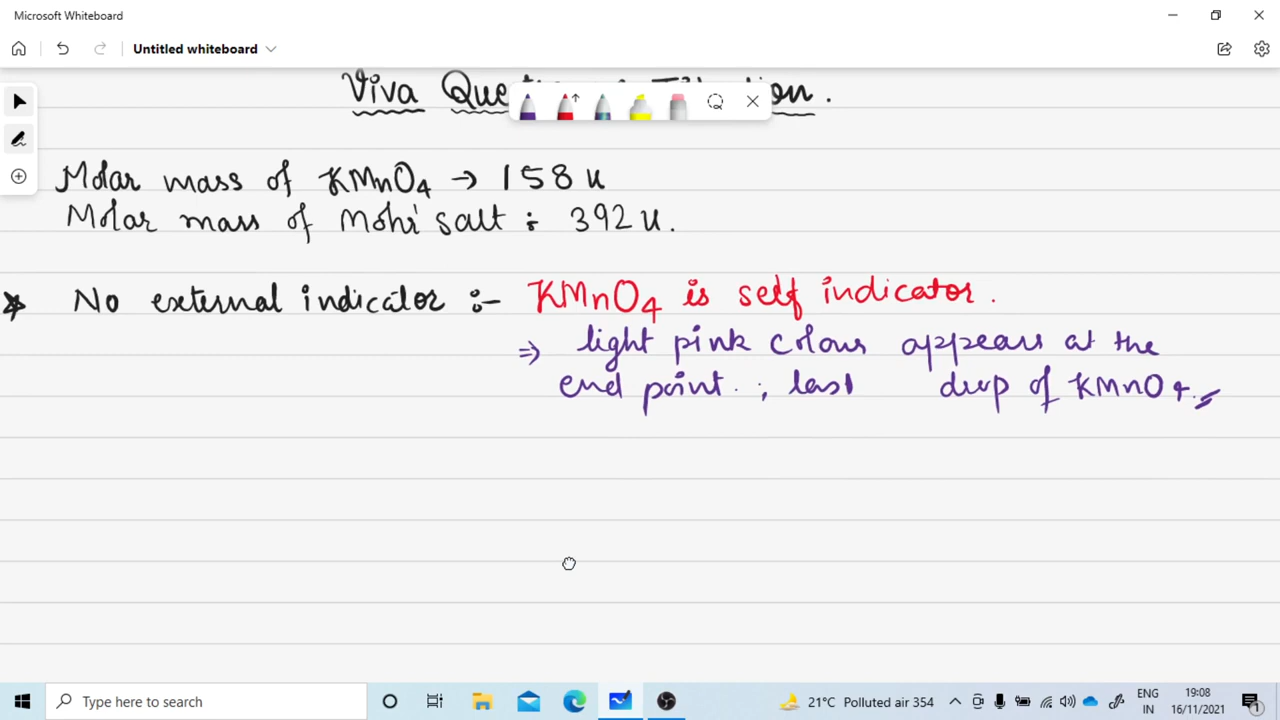 Microsoft Whiteboard
Untitled whiteboard
Viva
Molar mass of KMnO4 → 158 u
Molar mass of Mohr' salt : 392 u.
* No external indicator :- KMnO4 is self indicator.
⇒ light pink colour appears at the
end point. ; last drop of KMnO4.
Type here to search
21°C Polluted air 354
ENG
IN
19:08
16/11/2021
1